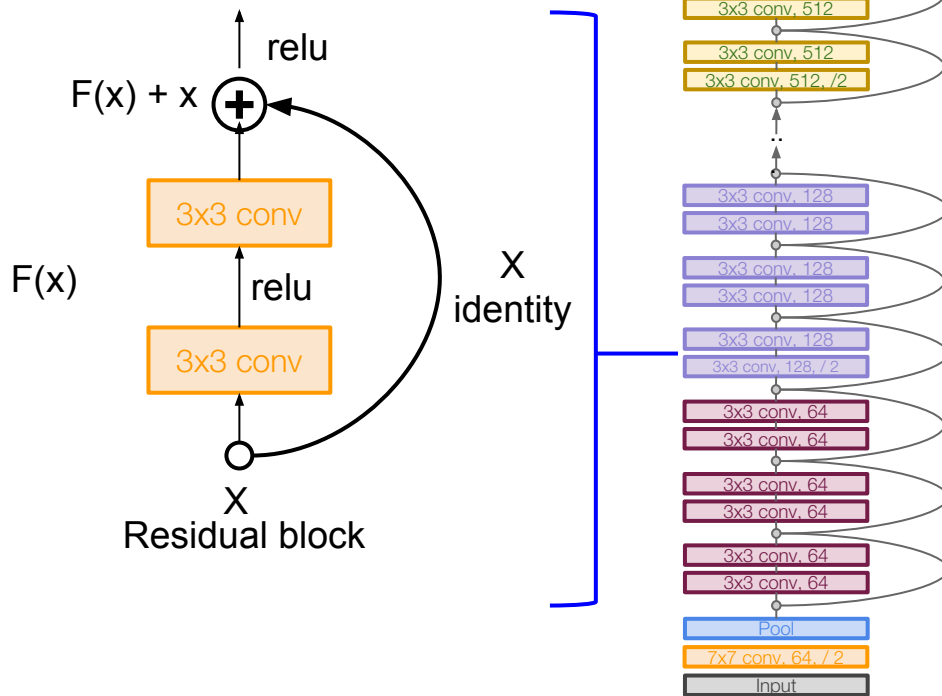 relu
F(x) + x
3x3 conv
F(x)
relu
X
identity
3x3 conv
X
Residual block
3x3 conv, 512
3x3 conv, 512
3x3 conv, 512, /2
..
.
3x3 conv, 128
3x3 conv, 128
3x3 conv, 128
3x3 conv, 128
3x3 conv, 128
3x3 conv, 128, / 2
3x3 conv, 64
3x3 conv, 64
3x3 conv, 64
3x3 conv, 64
3x3 conv, 64
3x3 conv, 64
Pool
7x7 conv, 64, / 2
Input